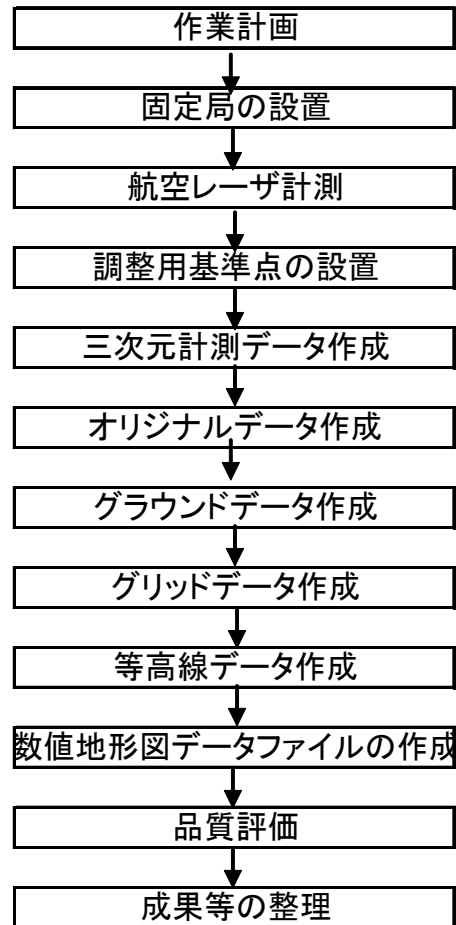 作業計画
固定局の設置
航空レーザ計測
調整用基準点の設置
三次元計測データ作成
オリジナルデータ作成
グラウンドデータ作成
グリッドデータ作成
等高線データ作成
数値地形図データファイルの作成
品質評価
成果等の整理